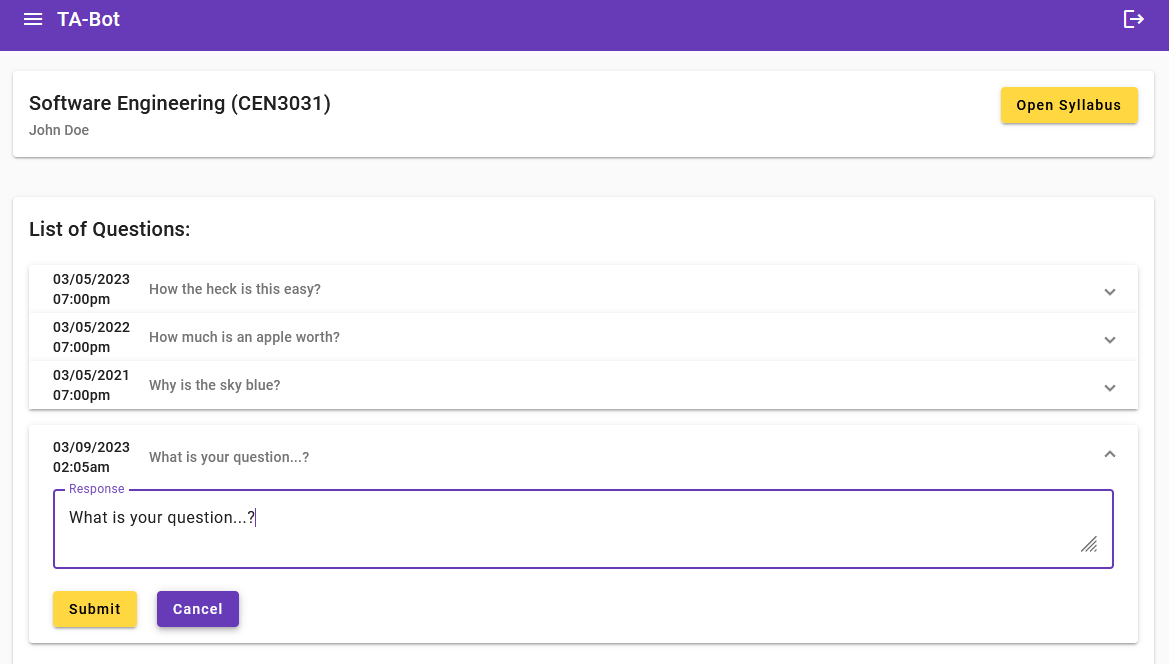 TA-Bot
Software Engineering (CEN3031)
Open Syllabus
John Doe
List of Questions:
03/05/2023
07:00pm
How the heck is this easy?
03/05/2022
07:00pm
How much is an apple worth?
03/05/2021
07:00pm
Why is the sky blue?
03/09/2023
02:05am
What is your question...?
Response
What is your question...?
Submit
Cancel